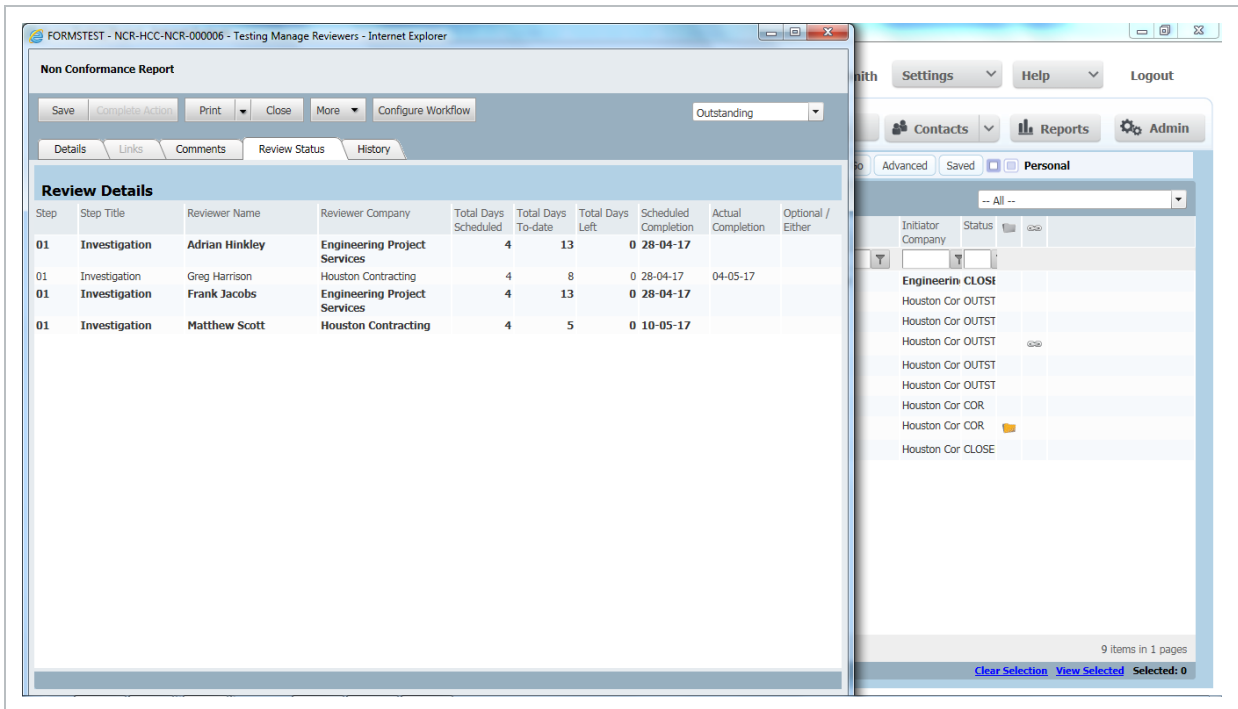 FORMSTEST - NCR-HCC-NCR-000006 - Testing Manage Reviewers - Internet Explorer
Non Conformance Report
Save Complete Action Print Close More Configure Workflow Outstanding
Details Links Comments Review Status History
Review Details
Step Step Title Reviewer Name Reviewer Company Total Days Scheduled Total Days To-date Total Days Left Scheduled Completion Actual Completion Optional / Either
01 Investigation Adrian Hinkley Engineering Project Services 4 13 0 28-04-17
01 Investigation Greg Harrison Houston Contracting 4 8 0 28-04-17 04-05-17
01 Investigation Frank Jacobs Engineering Project Services 4 13 0 28-04-17
01 Investigation Matthew Scott Houston Contracting 4 5 0 10-05-17
Settings Help Logout
Contacts Reports Admin
Advanced Saved Personal
-- All --
Initiator Company Status
Engineerin CLOSE
Houston Cor OUTST
Houston Cor OUTST
Houston Cor OUTST
Houston Cor OUTST
Houston Cor OUTST
Houston Cor COR
Houston Cor COR
Houston Cor CLOSE
9 items in 1 pages
Clear Selection View Selected Selected: 0